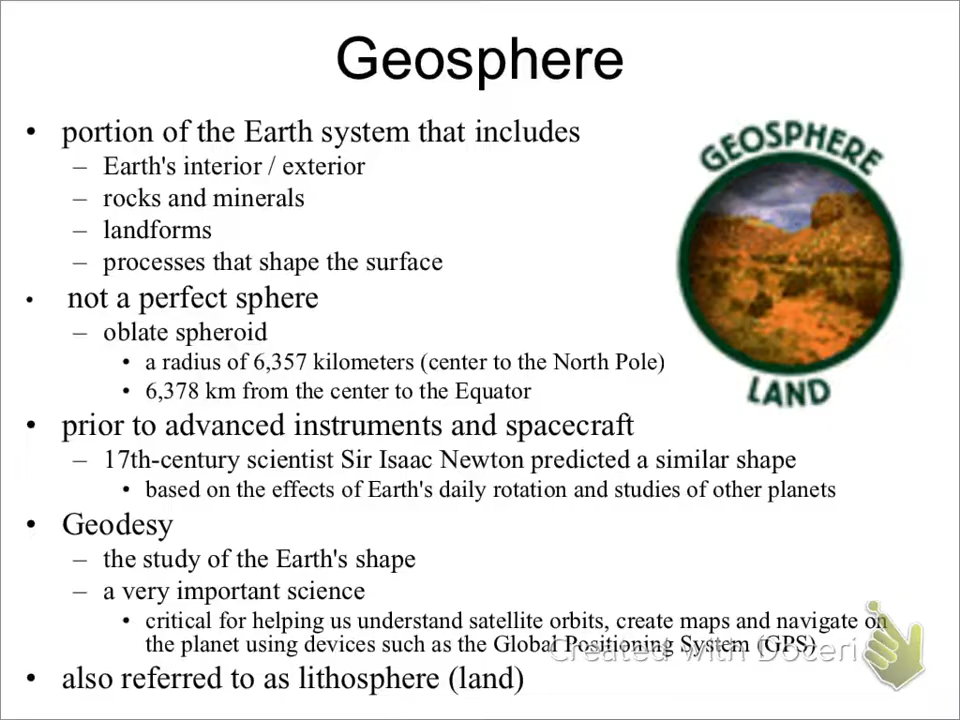 Geosphere
• portion of the Earth system that includes
– Earth's interior / exterior
– rocks and minerals
– landforms
– processes that shape the surface
• not a perfect sphere
– oblate spheroid
• a radius of 6,357 kilometers (center to the North Pole)
• 6,378 km from the center to the Equator
• prior to advanced instruments and spacecraft
– 17th-century scientist Sir Isaac Newton predicted a similar shape
• based on the effects of Earth's daily rotation and studies of other planets
• Geodesy
– the study of the Earth's shape
– a very important science
• critical for helping us understand satellite orbits, create maps and navigate on
the planet using devices such as the Global Positioning System (GPS)
• also referred to as lithosphere (land)
GEOSPHERE
LAND
Created with Doceri